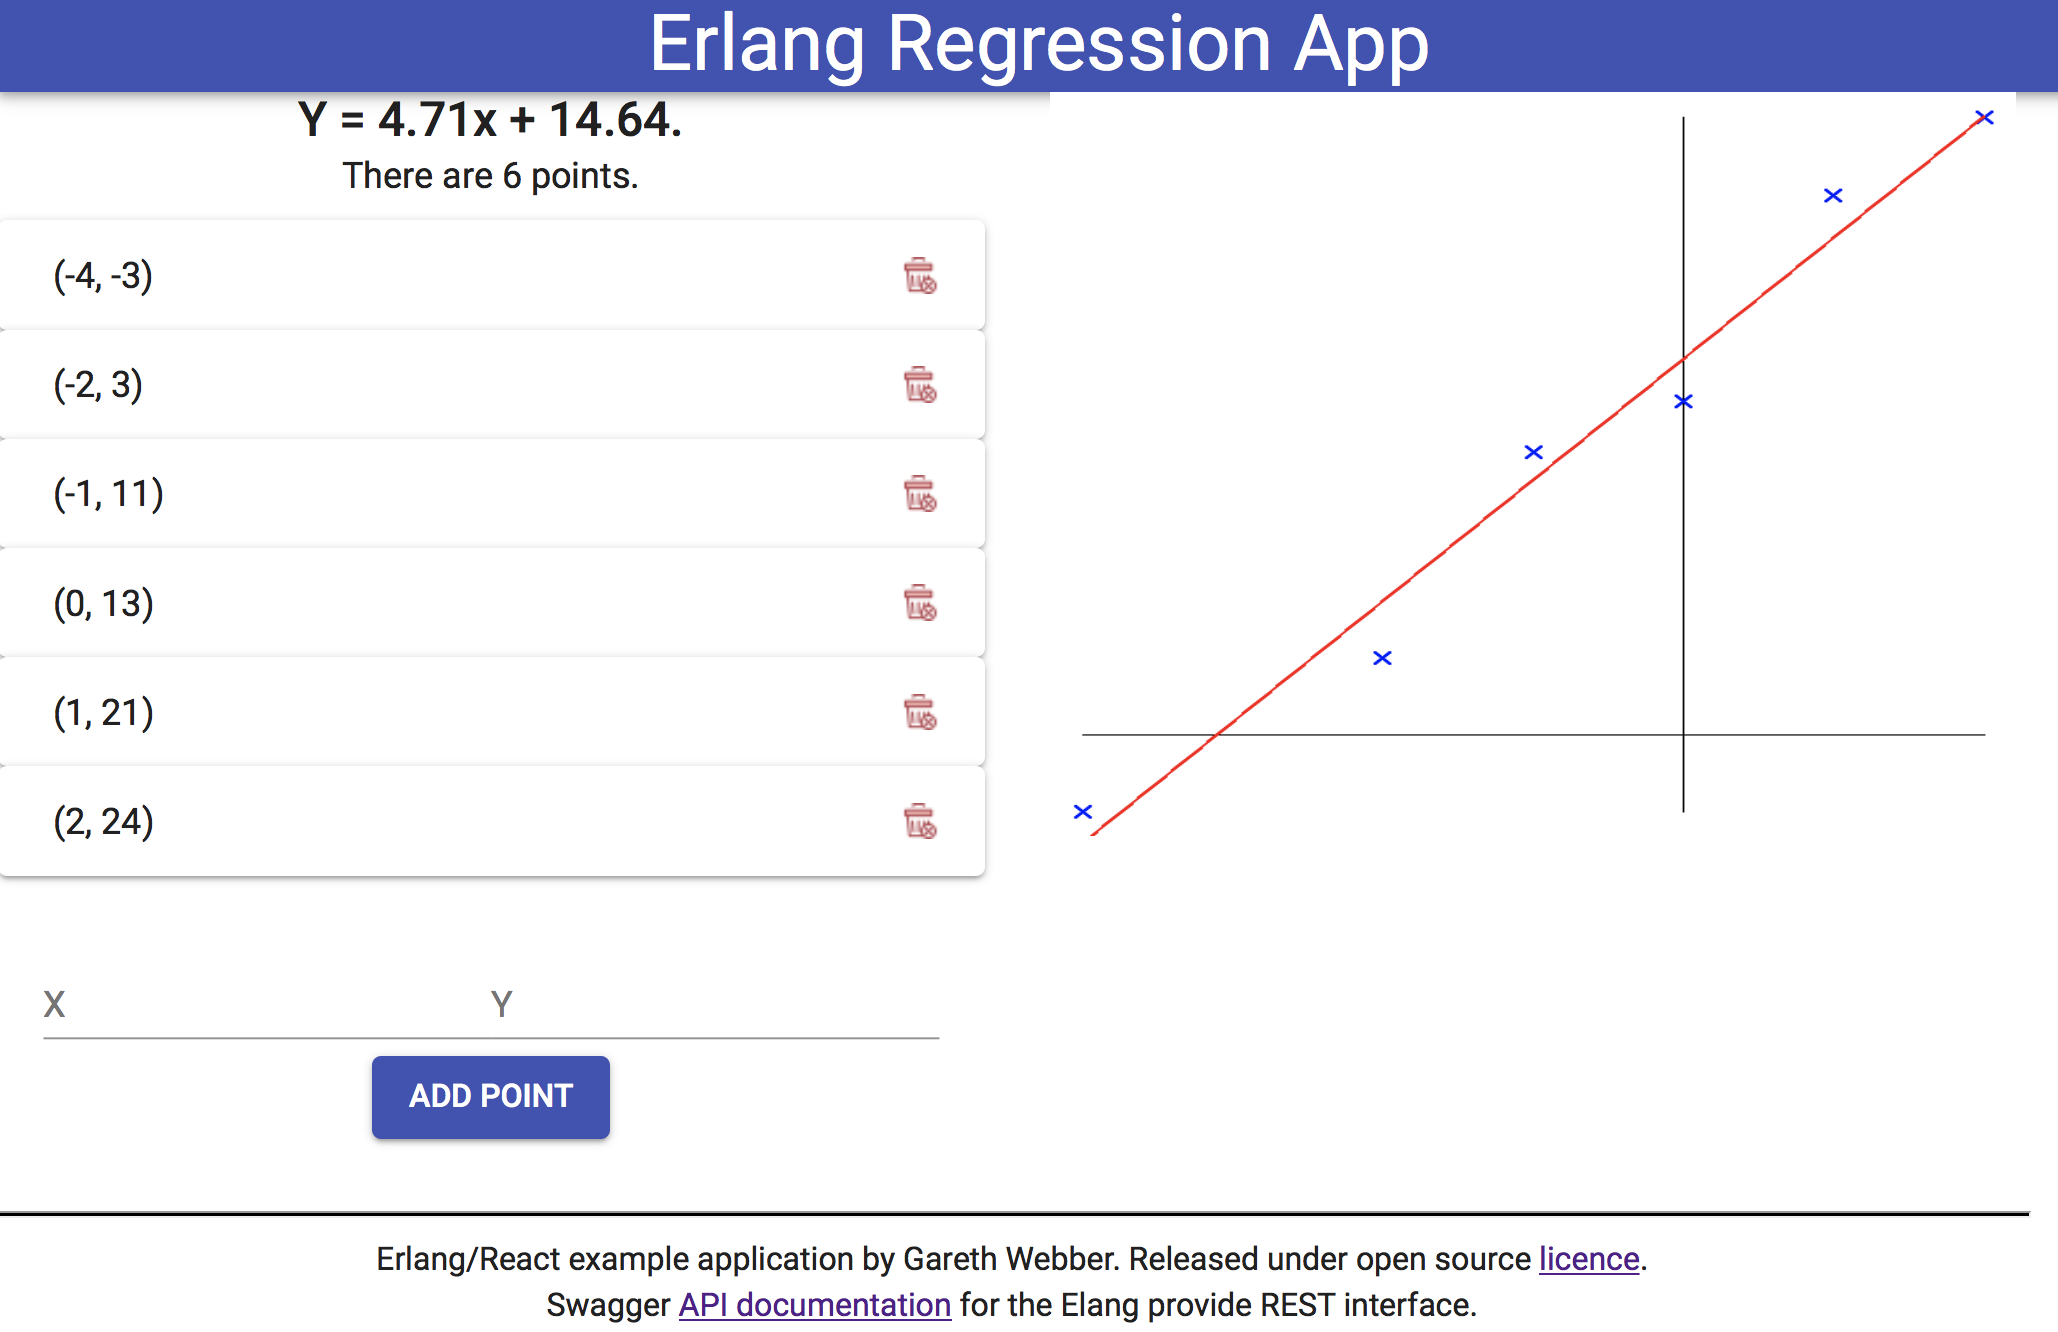 Erlang Regression App
Y = 4.71x + 14.64.
There are 6 points.
(-4, -3)
(-2, 3)
(-1, 11)
(0, 13)
(1, 21)
(2, 24)
X Y
ADD POINT
Erlang/React example application by Gareth Webber. Released under open source licence.
Swagger API documentation for the Elang provide REST interface.